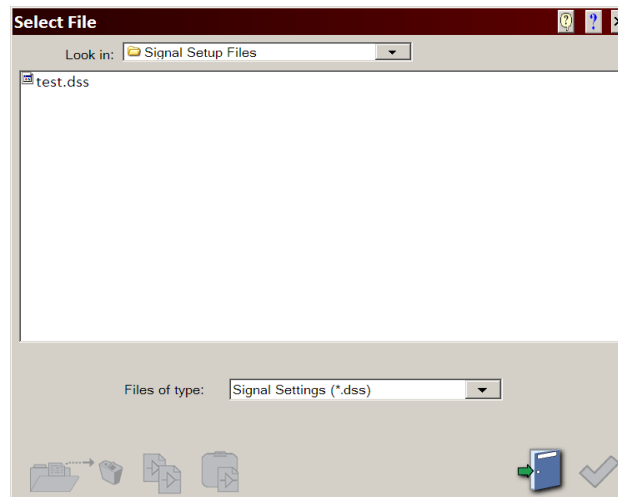 Select File
Look in: Signal Setup Files
test.dss
Files of type: Signal Settings (*.dss)